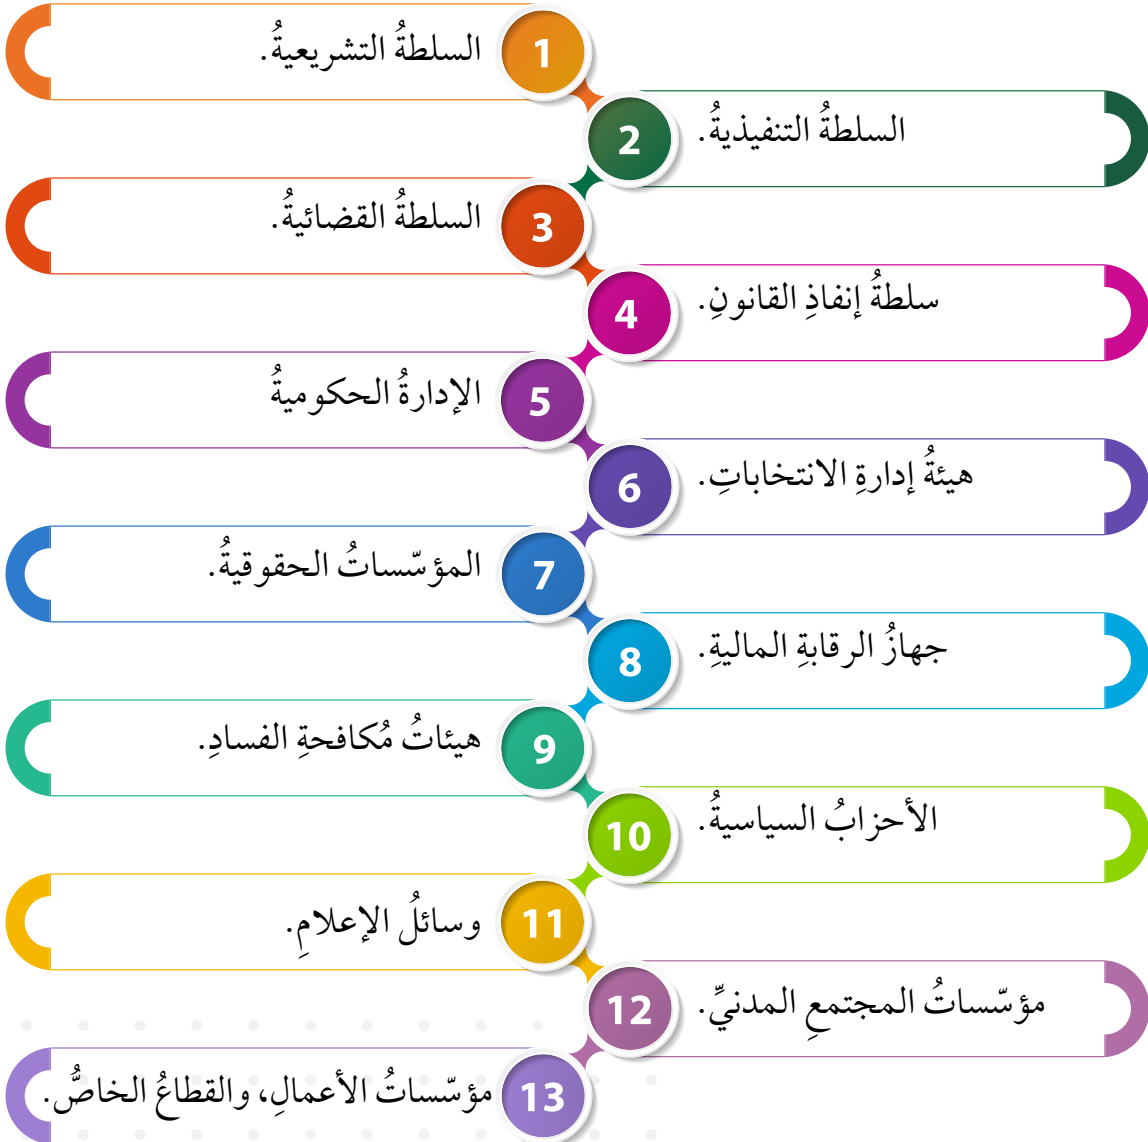 1 السلطةُ التشريعيةُ.
2 السلطةُ التنفيذيةُ.
3 السلطةُ القضائيةُ.
4 سلطةُ إنفاذِ القانونِ.
5 الإدارةُ الحكوميةُ
6 هيئةُ إدارةِ الانتخاباتِ.
7 المؤسّساتُ الحقوقيةُ.
8 جهازُ الرقابةِ الماليةِ.
9 هيئاتُ مُكافحةِ الفسادِ.
10 الأحزابُ السياسيةُ.
11 وسائلُ الإعلامِ.
12 مؤسّساتُ المجتمعِ المدنيِّ.
13 مؤسّساتُ الأعمالِ، والقطاعُ الخاصُّ.